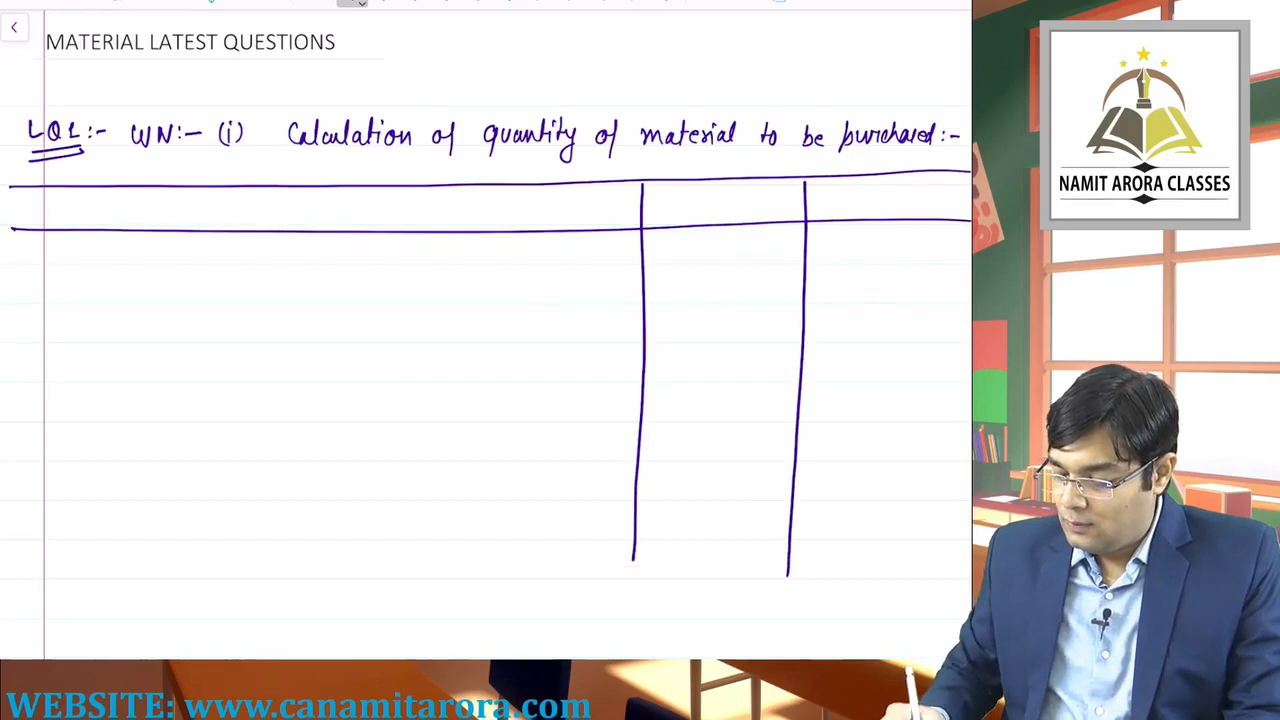 MATERIAL LATEST QUESTIONS
LQ1:- WN:- (i) Calculation of quantity of material to be purchased:-
NAMIT ARORA CLASSES
WEBSITE: www.canamitarora.com